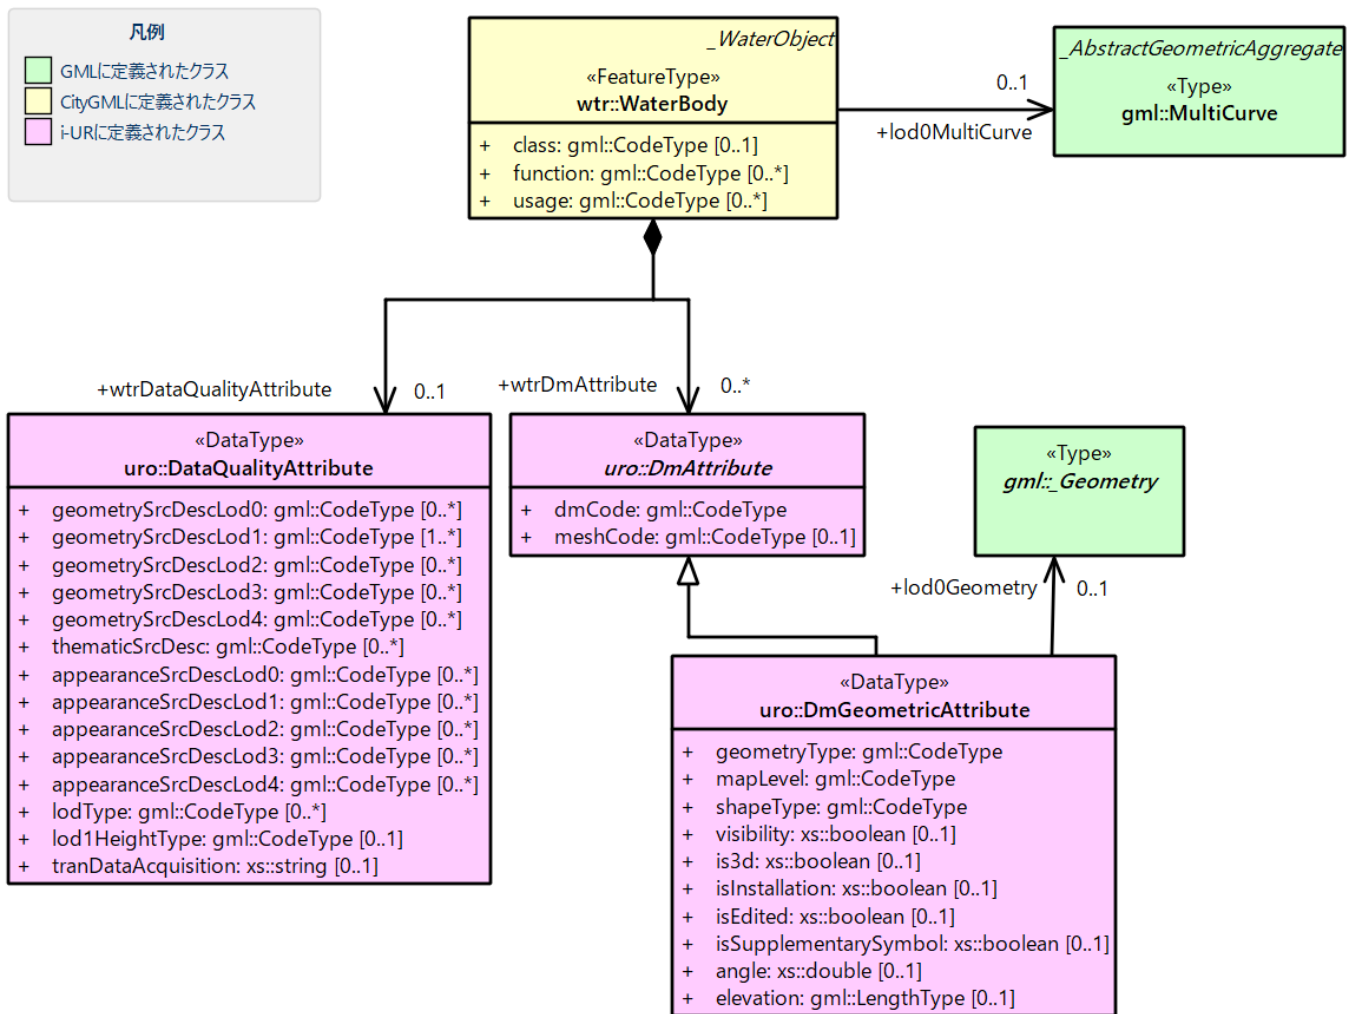 凡例
GMLに定義されたクラス
CityGMLに定義されたクラス
i-URに定義されたクラス
_WaterObject
«FeatureType»
wtr::WaterBody
+ class: gml::CodeType [0..1]
+ function: gml::CodeType [0..*]
+ usage: gml::CodeType [0..*]
0..1
+lod0MultiCurve
_AbstractGeometricAggregate
«Type»
gml::MultiCurve
+wtrDataQualityAttribute
0..1
+wtrDmAttribute
0..*
«DataType»
uro::DataQualityAttribute
+ geometrySrcDescLod0: gml::CodeType [0..*]
+ geometrySrcDescLod1: gml::CodeType [1..*]
+ geometrySrcDescLod2: gml::CodeType [0..*]
+ geometrySrcDescLod3: gml::CodeType [0..*]
+ geometrySrcDescLod4: gml::CodeType [0..*]
+ thematicSrcDesc: gml::CodeType [0..*]
+ appearanceSrcDescLod0: gml::CodeType [0..*]
+ appearanceSrcDescLod1: gml::CodeType [0..*]
+ appearanceSrcDescLod2: gml::CodeType [0..*]
+ appearanceSrcDescLod3: gml::CodeType [0..*]
+ appearanceSrcDescLod4: gml::CodeType [0..*]
+ lodType: gml::CodeType [0..*]
+ lod1HeightType: gml::CodeType [0..1]
+ tranDataAcquisition: xs::string [0..1]
«DataType»
uro::DmAttribute
+ dmCode: gml::CodeType
+ meshCode: gml::CodeType [0..1]
«Type»
gml::_Geometry
+lod0Geometry
0..1
«DataType»
uro::DmGeometricAttribute
+ geometryType: gml::CodeType
+ mapLevel: gml::CodeType
+ shapeType: gml::CodeType
+ visibility: xs::boolean [0..1]
+ is3d: xs::boolean [0..1]
+ isInstallation: xs::boolean [0..1]
+ isEdited: xs::boolean [0..1]
+ isSupplementarySymbol: xs::boolean [0..1]
+ angle: xs::double [0..1]
+ elevation: gml::LengthType [0..1]